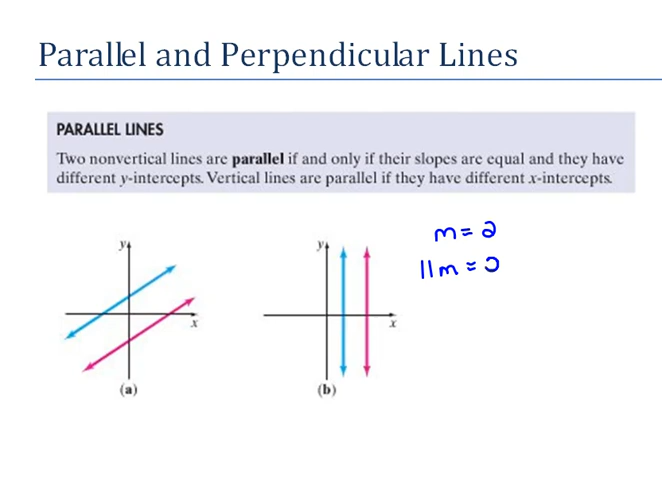 Parallel and Perpendicular Lines
PARALLEL LINES
Two nonvertical lines are parallel if and only if their slopes are equal and they have
different y-intercepts. Vertical lines are parallel if they have different x-intercepts.
m = 2
|| m =
y
x
(a)
y
x
(b)